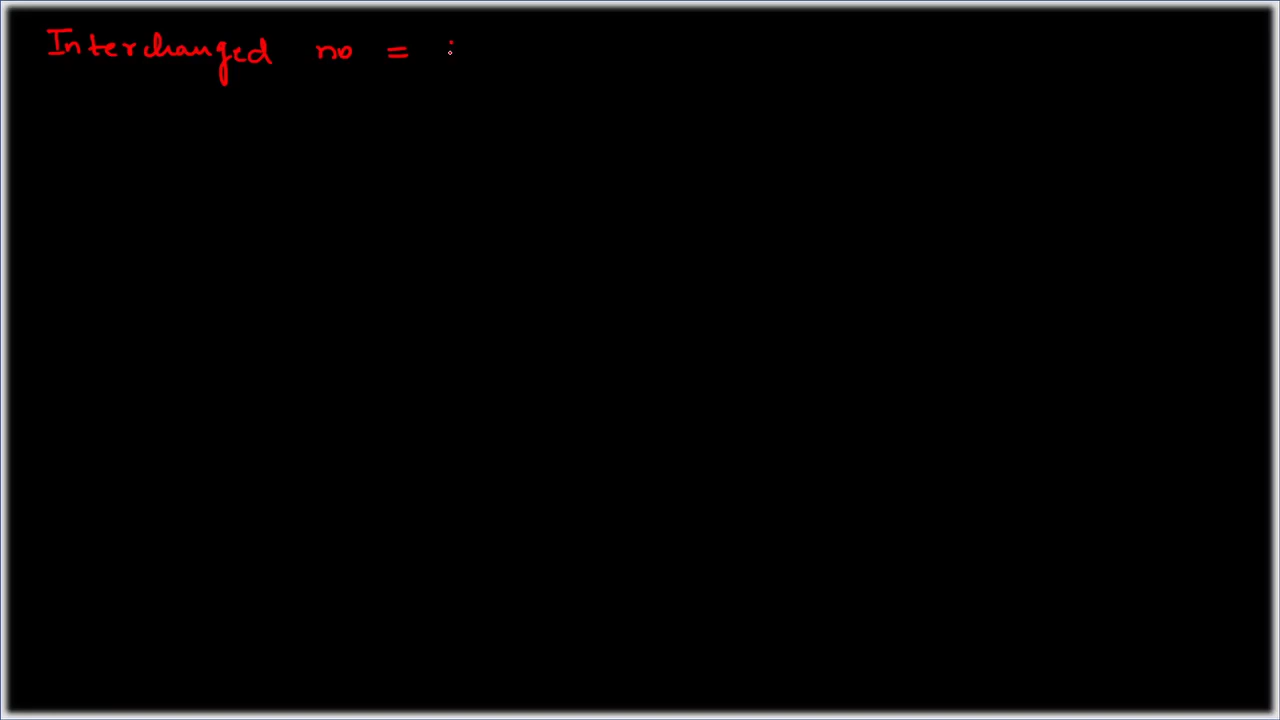 Interchanged no =